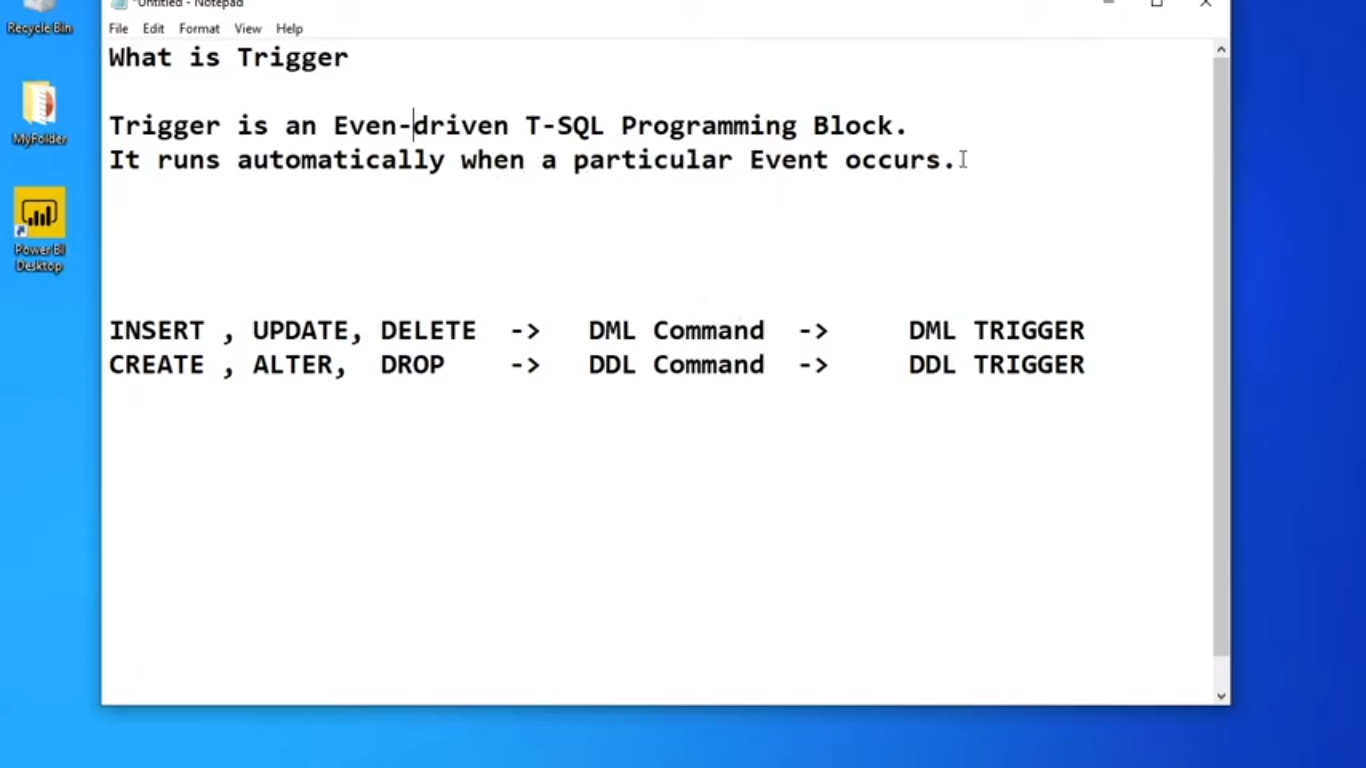 *Untitled - Notepad
File Edit Format View Help
Recycle Bin
MyFolder
Power BI
Desktop
What is Trigger
Trigger is an Even-driven T-SQL Programming Block.
It runs automatically when a particular Event occurs.
INSERT , UPDATE, DELETE -> DML Command -> DML TRIGGER
CREATE , ALTER, DROP -> DDL Command -> DDL TRIGGER